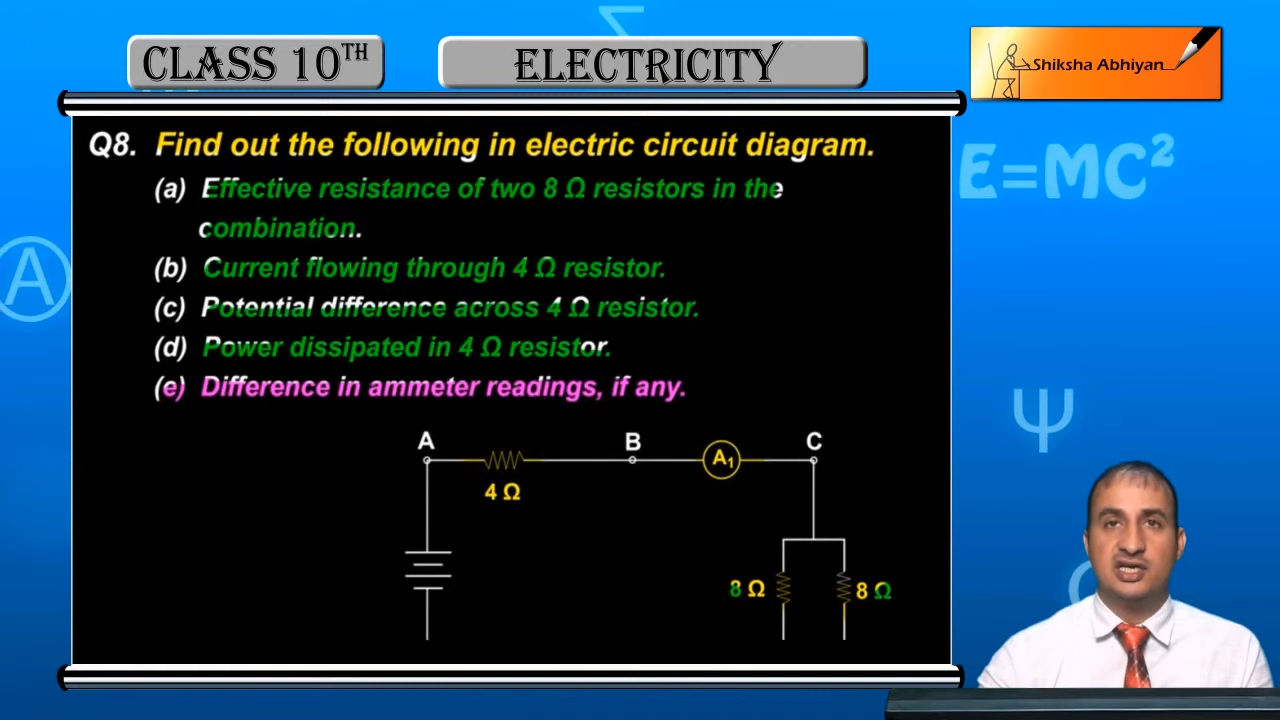 CLASS 10TH
ELECTRICITY
Shiksha Abhiyan
E=MC²
Q8. Find out the following in electric circuit diagram.
(a) Effective resistance of two 8 Ω resistors in the
combination.
(b) Current flowing through 4 Ω resistor.
(c) Potential difference across 4 Ω resistor.
(d) Power dissipated in 4 Ω resistor.
(e) Difference in ammeter readings, if any.
A
B
C
A₁
4 Ω
8 Ω
8 Ω
A
Σ
Ψ